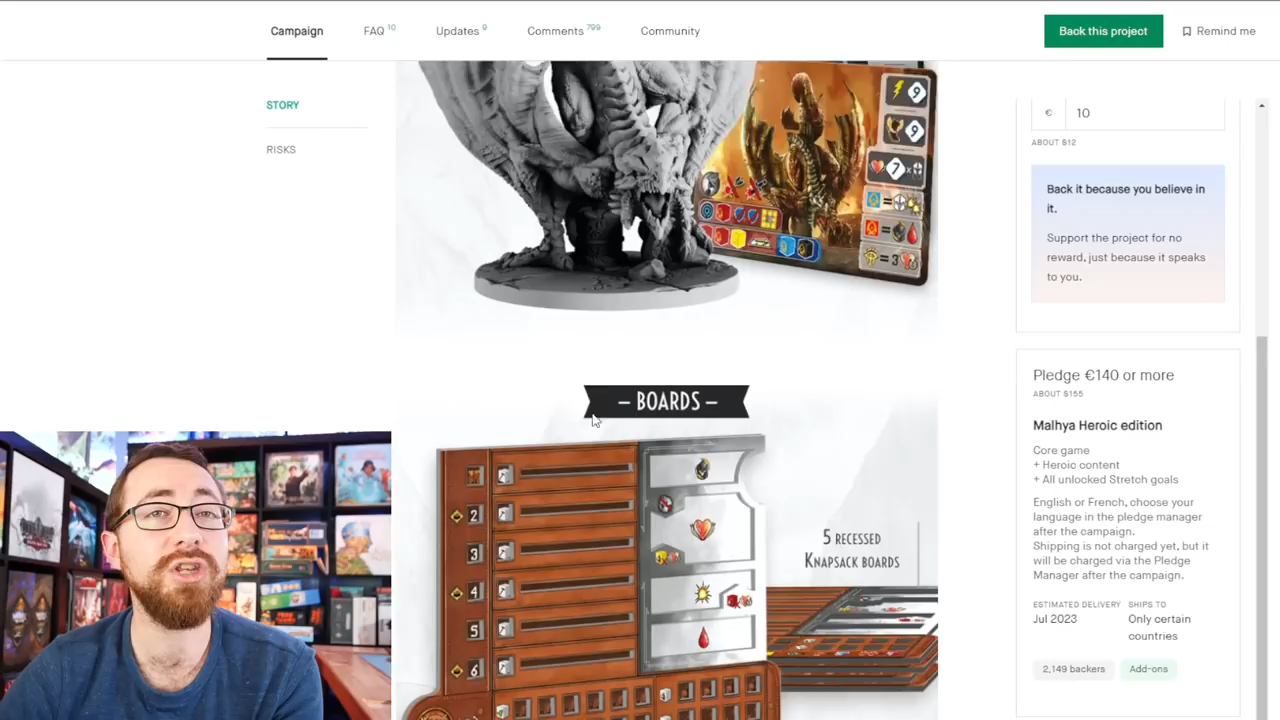 Campaign
FAQ 10
Updates 9
Comments 799
Community
Back this project
Remind me
STORY
RISKS
9
9
7
x
=
=
= 3
€ 10
ABOUT $12
Back it because you believe in
it.
Support the project for no
reward, just because it speaks
to you.
– BOARDS –
2
3
4
5
6
5 RECESSED
KNAPSACK BOARDS
Pledge €140 or more
ABOUT $155
Malhya Heroic edition
Core game
+ Heroic content
+ All unlocked Stretch goals
English or French, choose your
language in the pledge manager
after the campaign.
Shipping is not charged yet, but it
will be charged via the Pledge
Manager after the campaign.
ESTIMATED DELIVERY
SHIPS TO
Jul 2023
Only certain
countries
2,149 backers
Add-ons